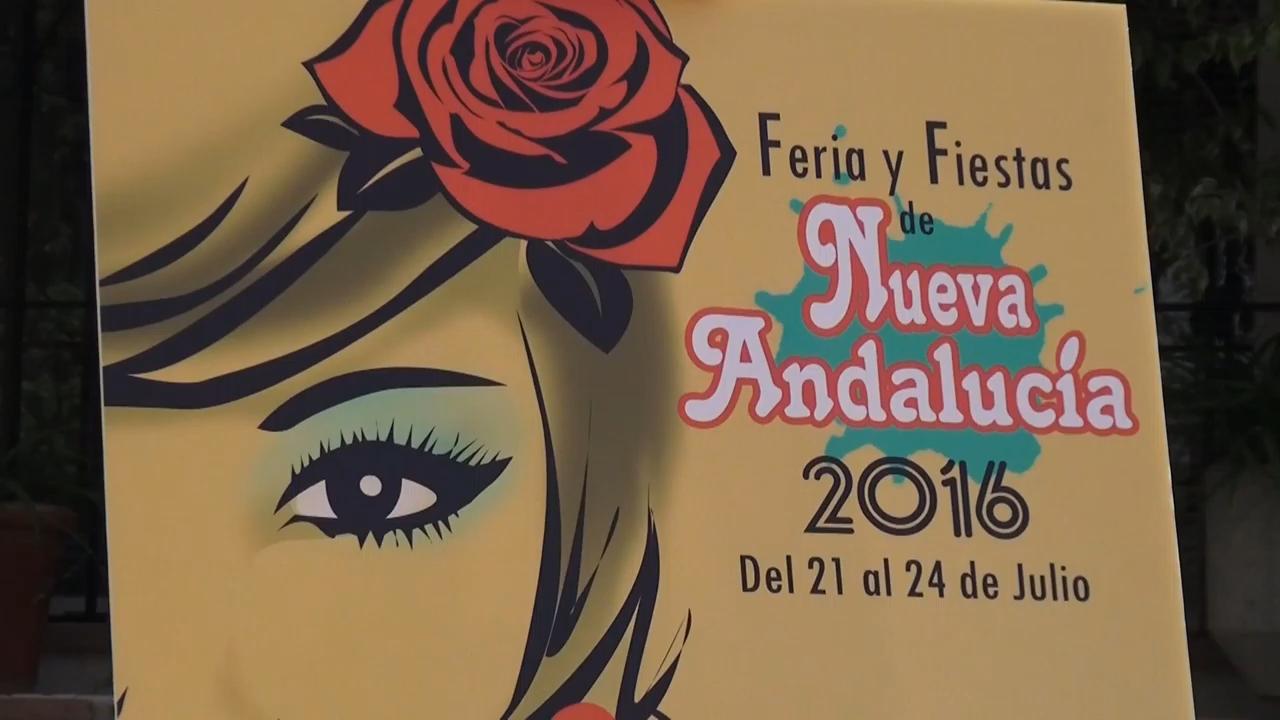 Feria y Fiestas
de
Nueva
Andalucía
2016
Del 21 al 24 de Julio